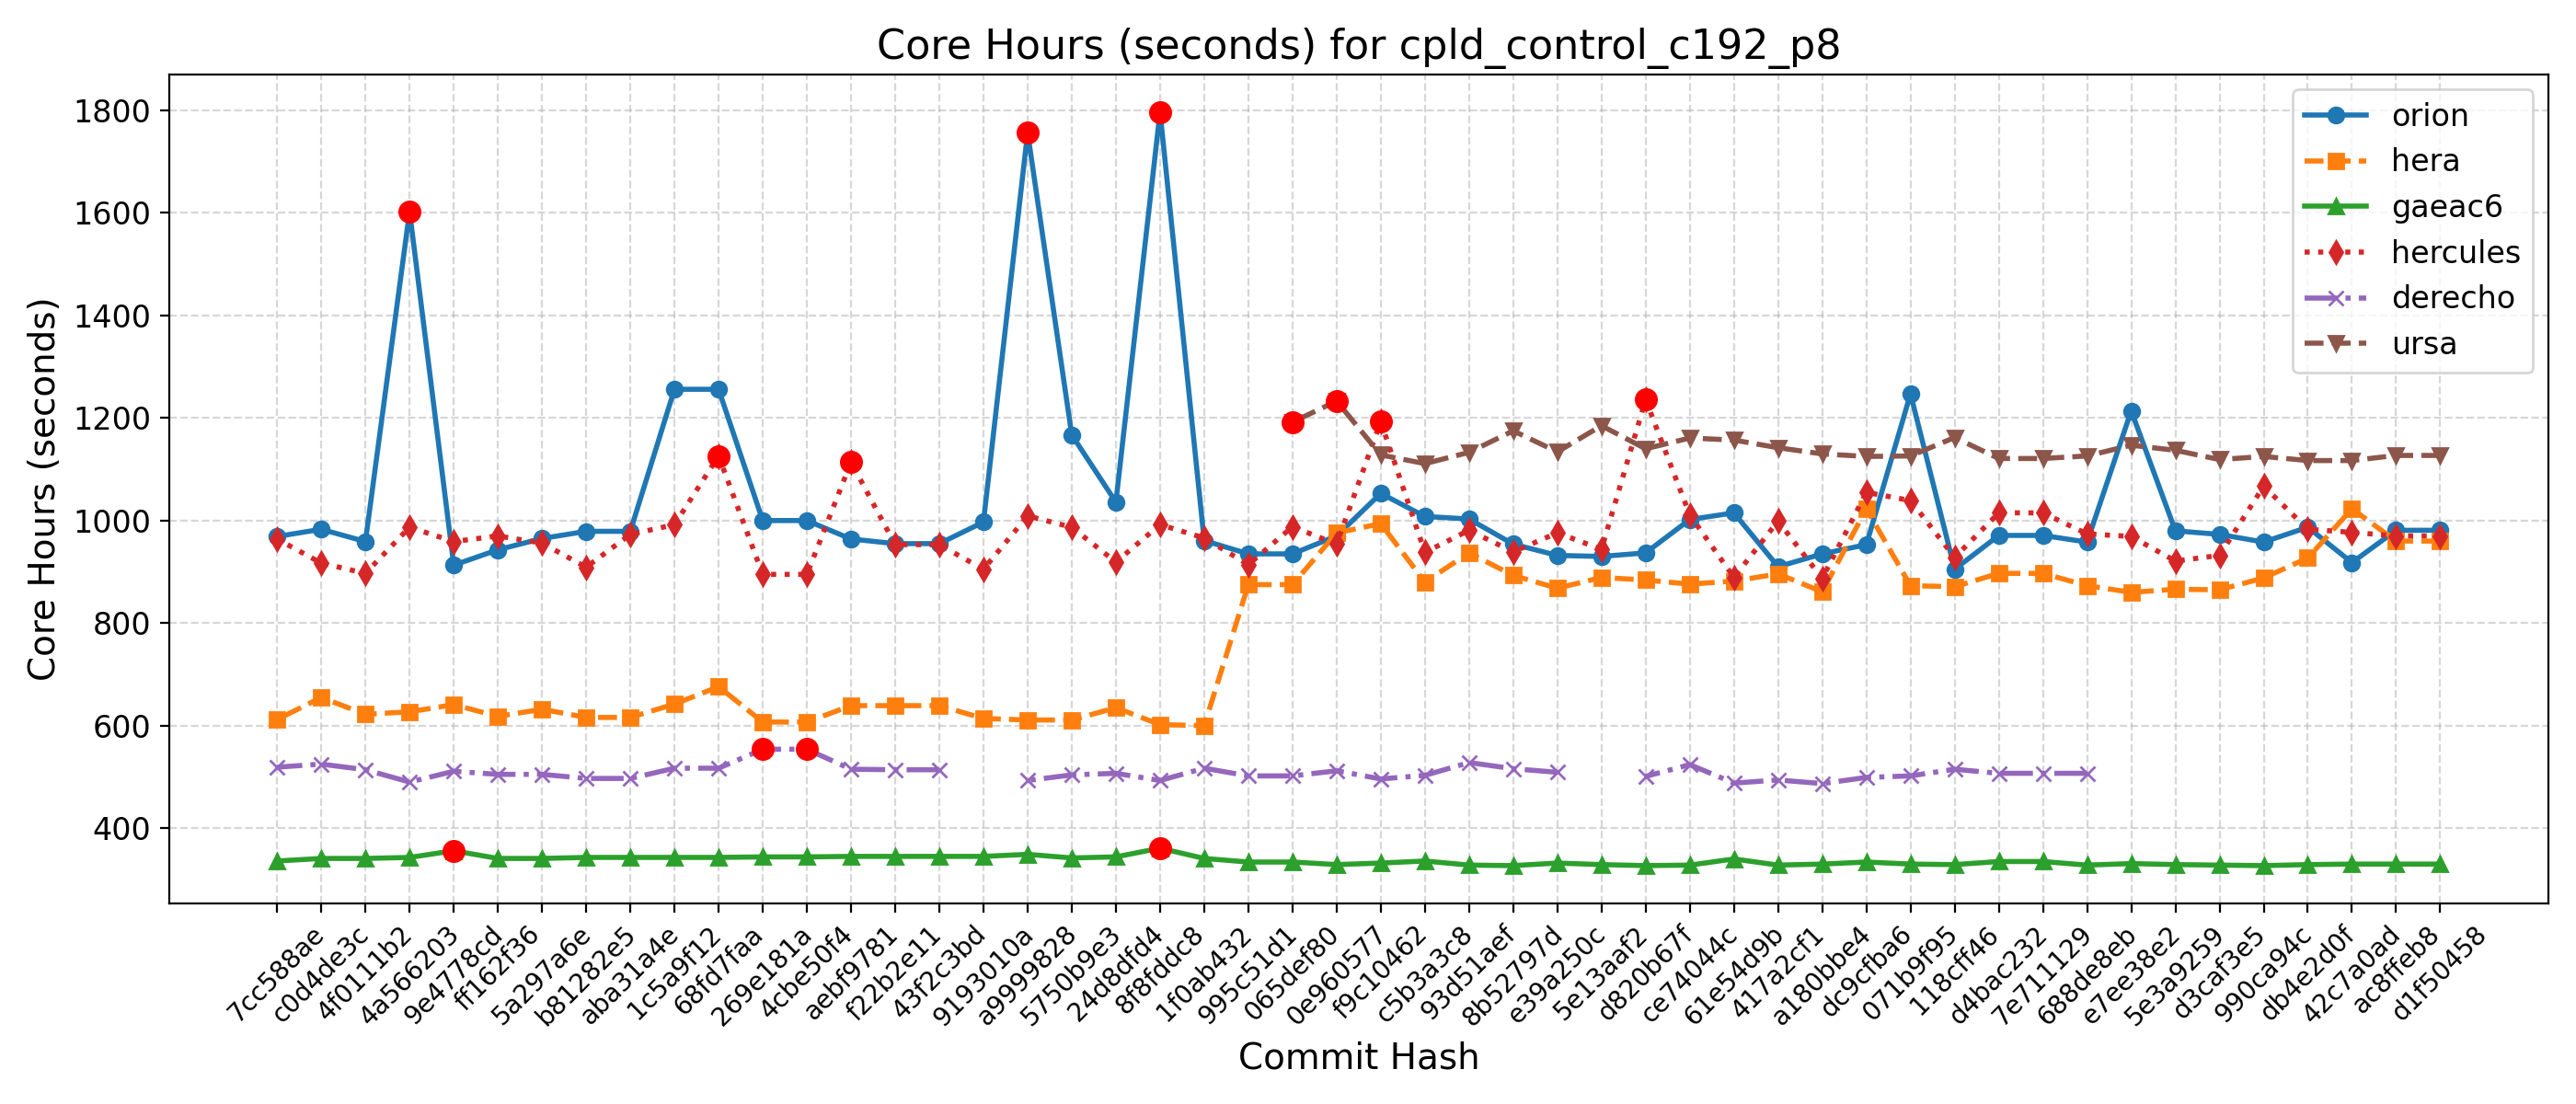 Core Hours (seconds) for cpld_control_c192_p8
Core Hours (seconds)
1800
1600
1400
1200
1000
800
600
400
orion
hera
gaeac6
hercules
derecho
ursa
7cc588ae
c0d4de3c
4f0111b2
4a566203
9e4778cd
ff162f36
5a297a6e
b81282e5
aba31a4e
1c5a9f12
68fd7faa
269e181a
4cbe50f4
aebf9781
f22b2e11
43f2c3bd
9193010a
a9999828
5750b9e3
24d8dfd4
8f8fddc8
1f0ab432
995c51d1
065def80
0e960577
f9c10462
c5b3a3c8
93d51aef
8b52797d
e39a250c
5e13aaf2
d820b67f
ce74044c
61e54d9b
417a2cf1
a180bbe4
dc9cfba6
071b9f95
118cff46
d4bac232
7e711129
688de8eb
e7ee38e2
5e3a9259
d3caf3e5
990ca94c
db4e2d0f
42c7a0ad
ac8ffeb8
d1f50458
Commit Hash